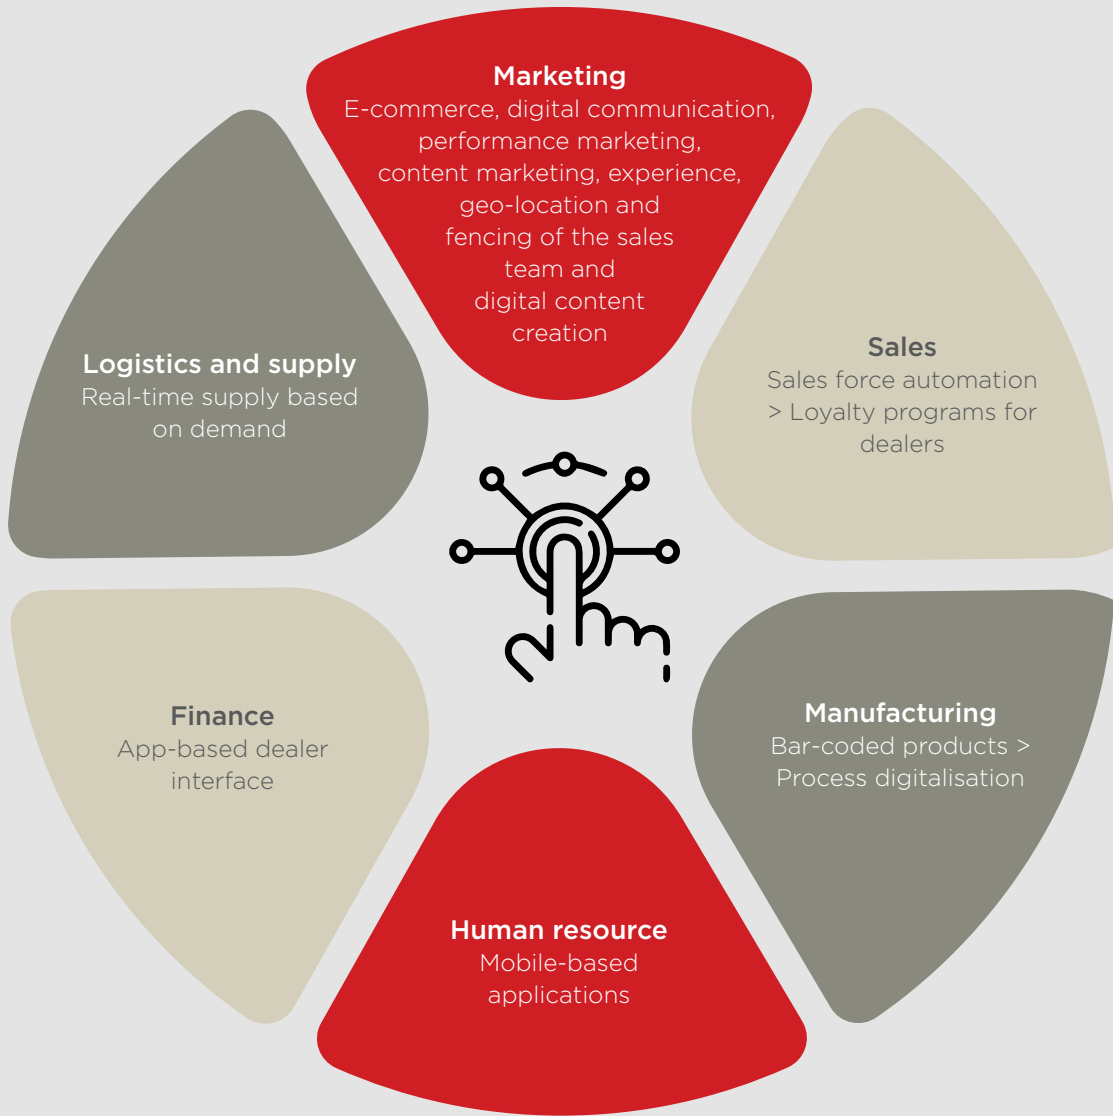 Marketing
E-commerce, digital communication,
performance marketing,
content marketing, experience,
geo-location and
fencing of the sales
team and
digital content
creation
Sales
Sales force automation
> Loyalty programs for
dealers
Manufacturing
Bar-coded products >
Process digitalisation
Human resource
Mobile-based
applications
Finance
App-based dealer
interface
Logistics and supply
Real-time supply based
on demand